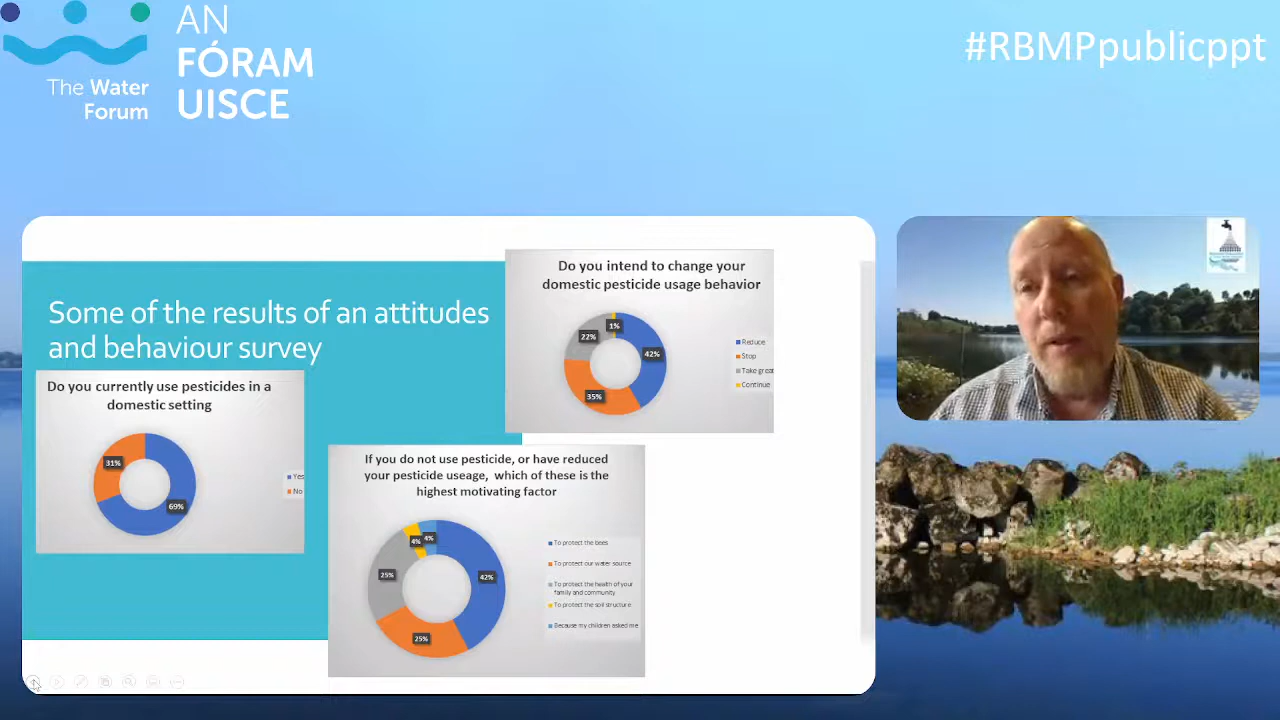 The Water
Forum
AN
FÓRAM
UISCE
#RBMPpublicppt
Some of the results of an attitudes
and behaviour survey
Do you currently use pesticides in a
domestic setting
31%
69%
Yes
No
Do you intend to change your
domestic pesticide usage behavior
1%
22%
42%
35%
Reduce
Stop
Take great
Continue
If you do not use pesticide, or have reduced
your pesticide useage, which of these is the
highest motivating factor
4%
4%
25%
42%
25%
To protect the bees
To protect our water source
To protect the health of your
family and community
To protect the soil structure
Because my children asked me